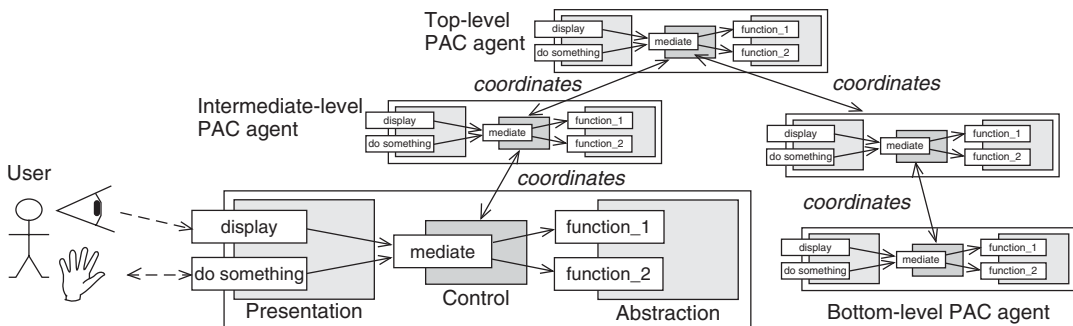 Top-level
PAC agent
display
do something
mediate
function_1
function_2
coordinates
coordinates
Intermediate-level
PAC agent
display
do something
mediate
function_1
function_2
display
do something
mediate
function_1
function_2
User
coordinates
coordinates
display
do something
mediate
function_1
function_2
Presentation
Control
Abstraction
display
do something
mediate
function_1
function_2
Bottom-level PAC agent